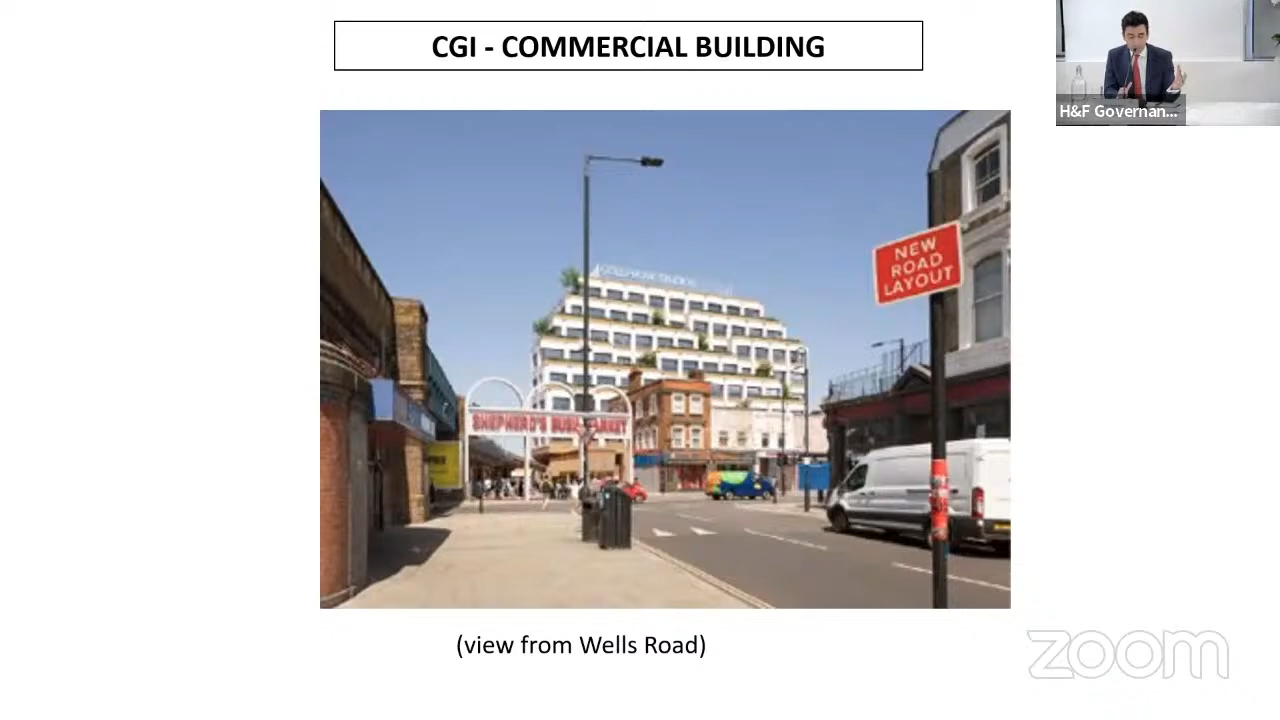 CGI - COMMERCIAL BUILDING
H&F Governan...
NEW
ROAD
LAYOUT
SHEPHERD'S BUSH MARKET
(view from Wells Road)
zoom